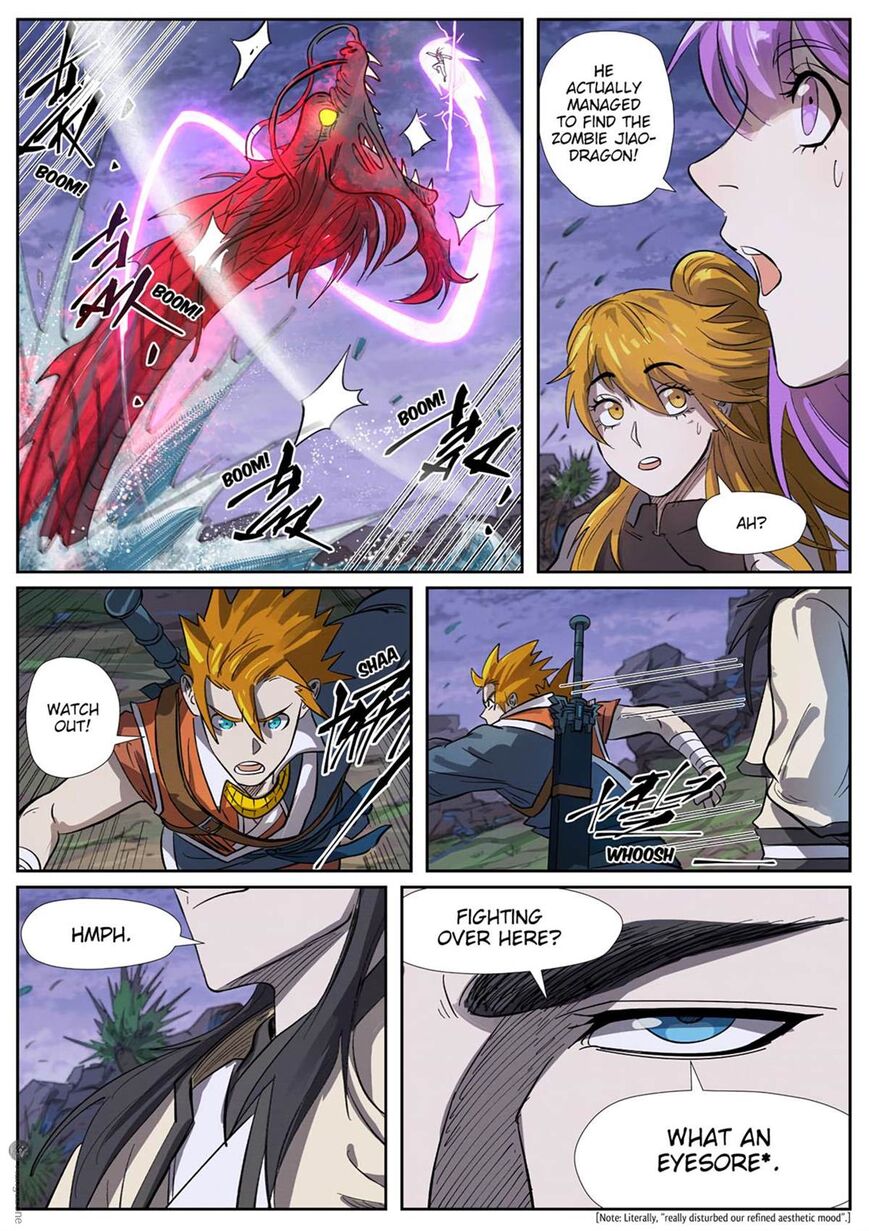 BOOM!
BOOM!
BOOM!
BOOM!
HE
ACTUALLY
MANAGED
TO FIND THE
ZOMBIE JIAO-
DRAGON!
AH?
WATCH
OUT!
SHAA
WHOOSH
HMPH.
FIGHTING
OVER HERE?
WHAT AN
EYESORE*.
[Note: Literally, "really disturbed our refined aesthetic mood".]